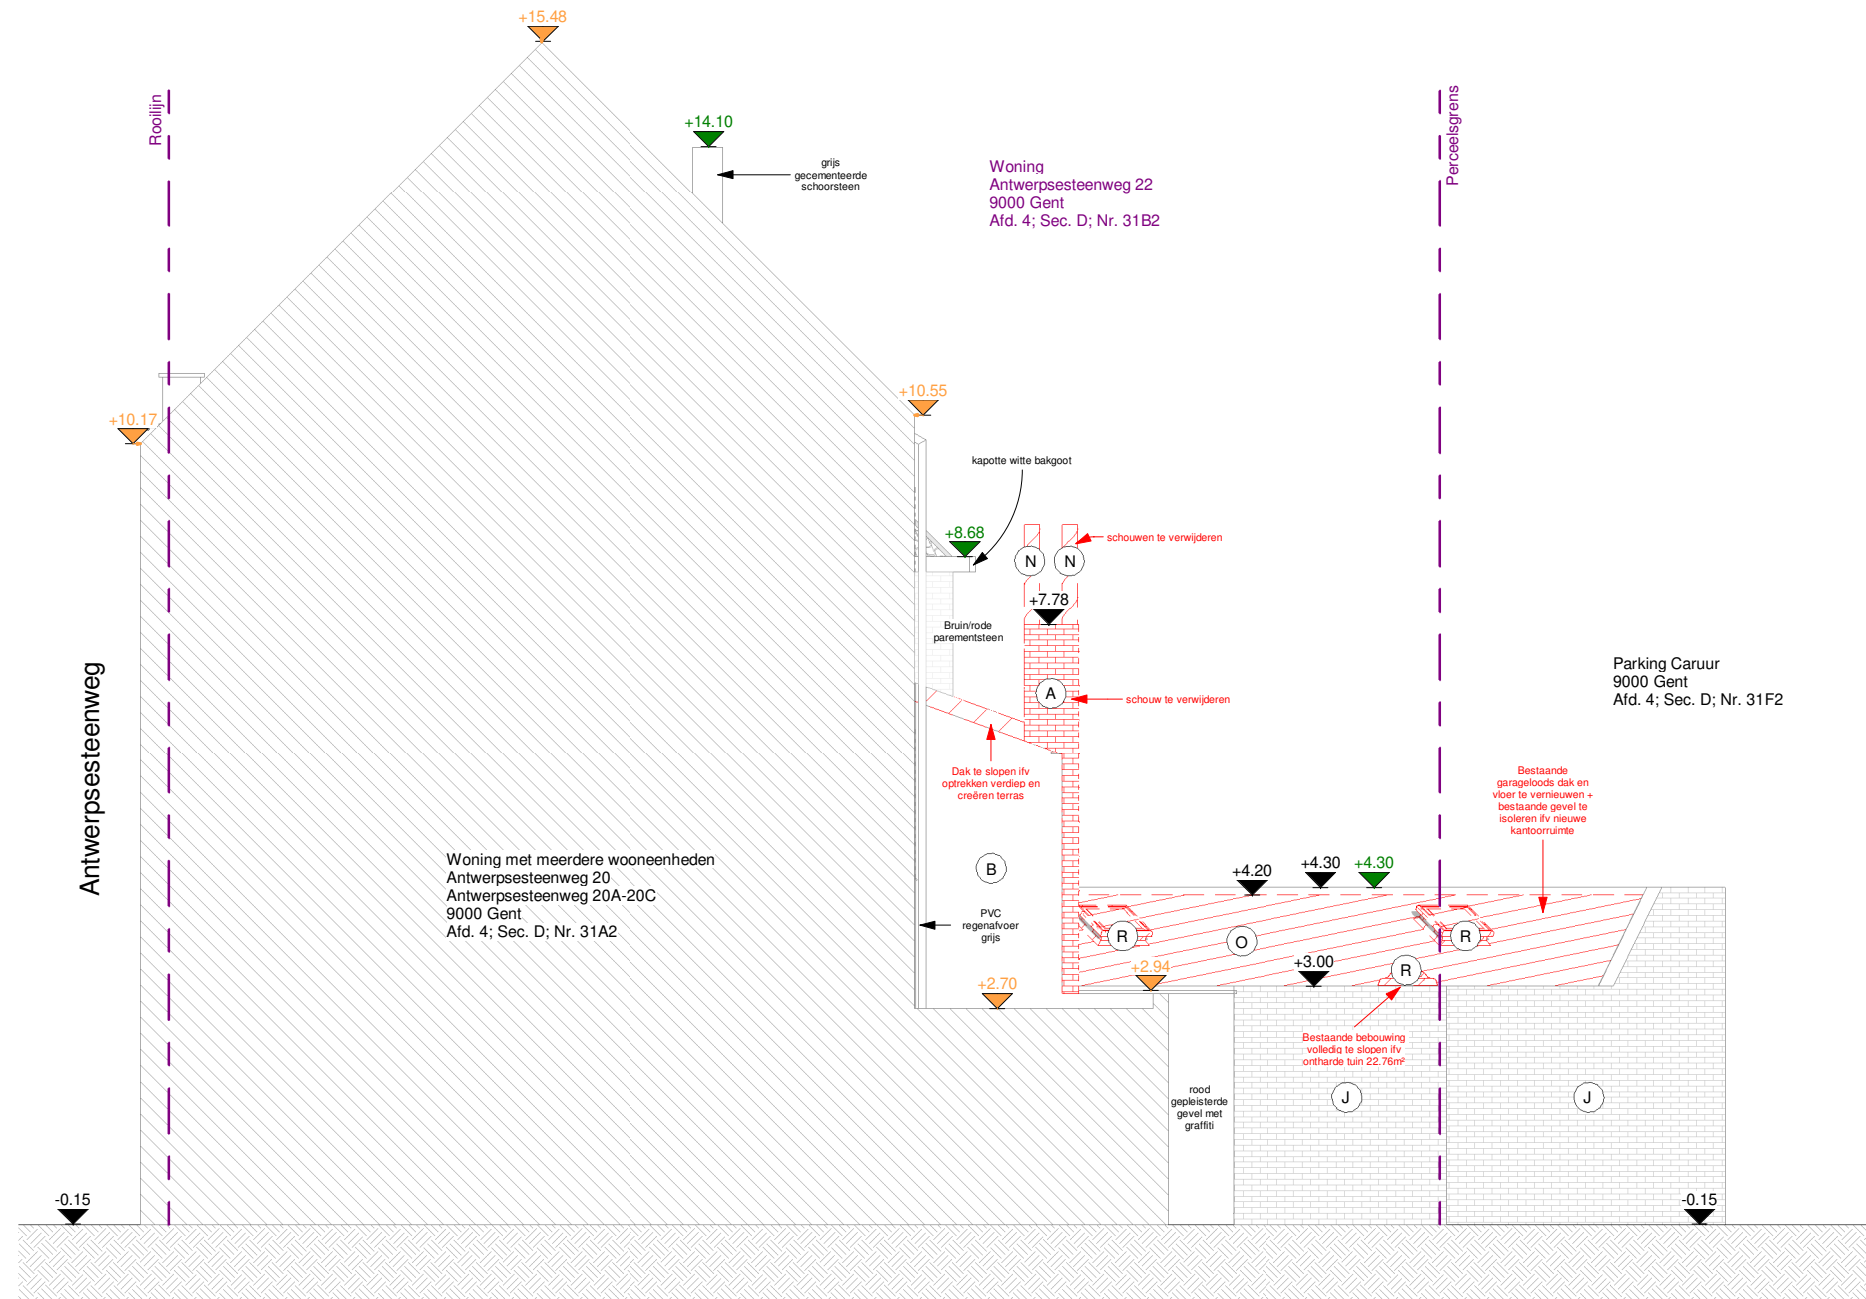 +15.48
Rooilijn
+14.10
grijs
gecementeerde
schoorsteen
Woning
Antwerpsesteenweg 22
9000 Gent
Afd. 4; Sec. D; Nr. 31B2
Perceelsgrens
+10.17
+10.55
kapotte witte bakgoot
+8.68
schouwen te verwijderen
N
N
+7.78
Bruin/rode
parementsteen
A
schouw te verwijderen
Parking Caruur
9000 Gent
Afd. 4; Sec. D; Nr. 31F2
Antwerpsesteenweg
Dak te slopen ifv
optrekken verdiep en
creëren terras
Bestaande
garageloods dak en
vloer te vernieuwen +
bestaande gevel te
isoleren ifv nieuwe
kantoorruimte
Woning met meerdere wooneenheden
Antwerpsesteenweg 20
Antwerpsesteenweg 20A-20C
9000 Gent
Afd. 4; Sec. D; Nr. 31A2
B
+4.20
+4.30
+4.30
PVC
regenafvoer
grijs
R
O
R
+2.70
+2.94
+3.00
R
Bestaande bebouwing
volledig te slopen ifv
ontharde tuin 22.76m²
rood
gepleisterde
gevel met
graffiti
J
J
-0.15
-0.15